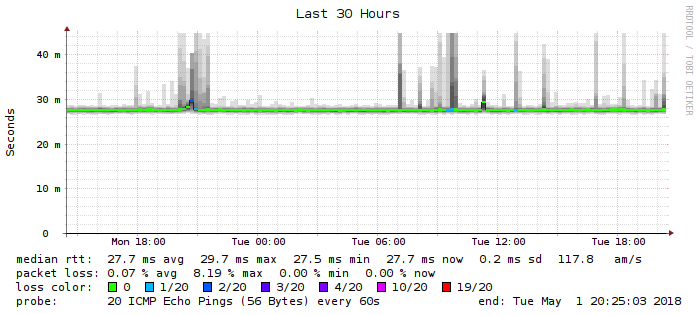 Last 30 Hours
RRDTOOL / TOBI OETIKER
Seconds
40 m
30 m
20 m
10 m
0
Mon 18:00 Tue 00:00 Tue 06:00 Tue 12:00 Tue 18:00
median rtt: 27.7 ms avg 29.7 ms max 27.5 ms min 27.7 ms now 0.2 ms sd 117.8 am/s
packet loss: 0.07 % avg 8.19 % max 0.00 % min 0.00 % now
loss color: 0 1/20 2/20 3/20 4/20 10/20 19/20
probe: 20 ICMP Echo Pings (56 Bytes) every 60s end: Tue May 1 20:25:03 2018